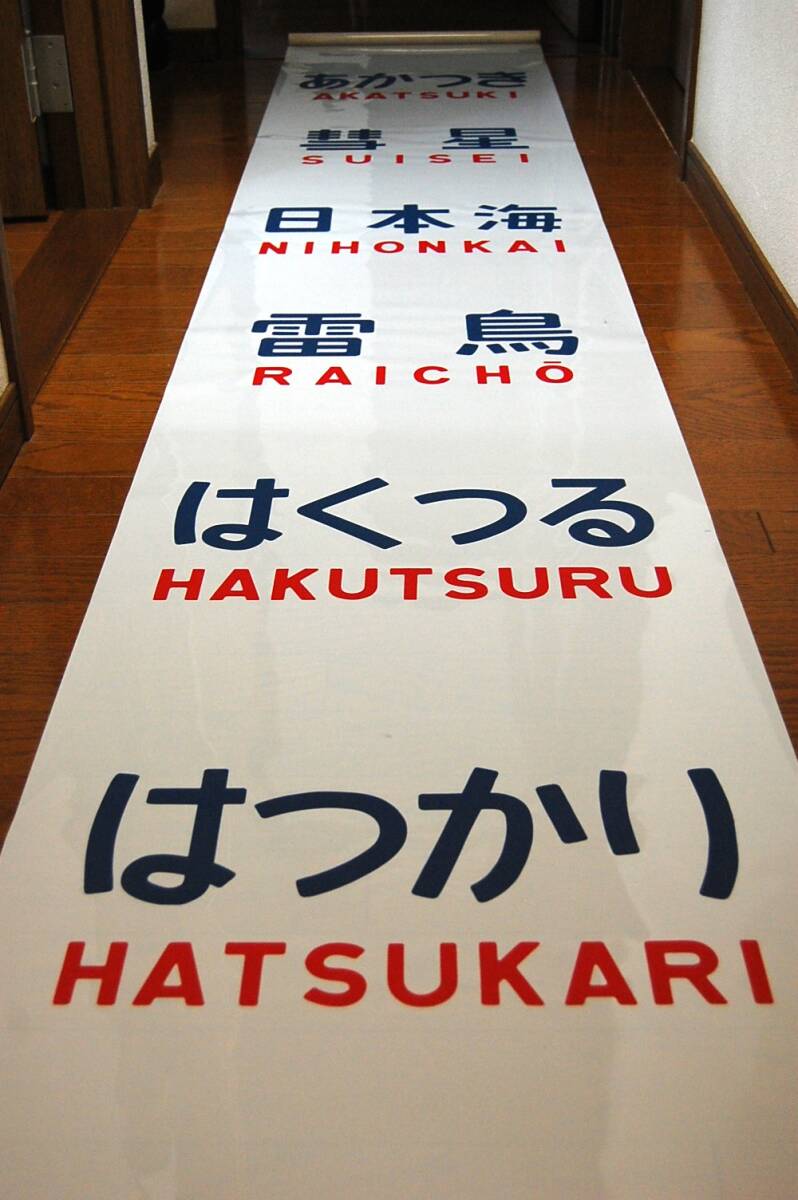 あかつき
AKATSUKI
彗星
SUISEI
日本海
NIHONKAI
雷鳥
RAICHŌ
はくつる
HAKUTSURU
はつかり
HATSUKARI